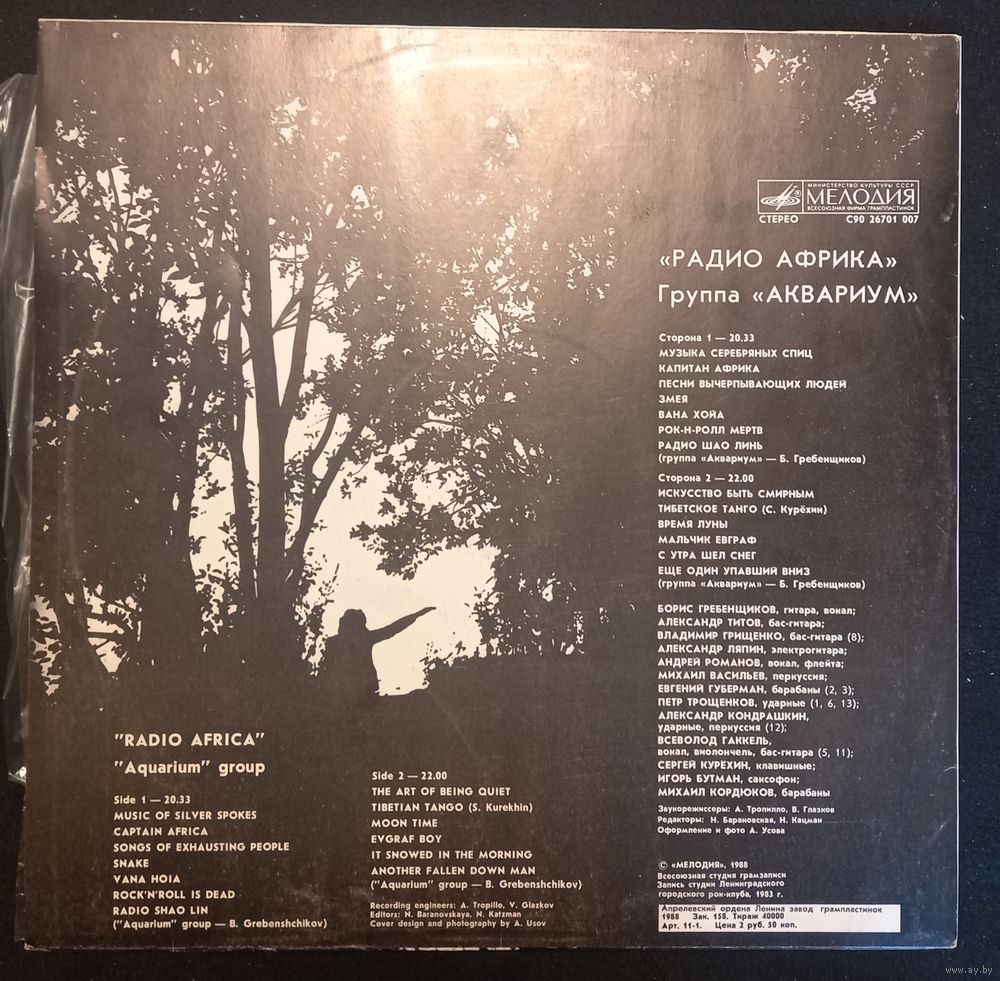 МИНИСТЕРСТВО КУЛЬТУРЫ СССР
МЕЛОДИЯ
ВСЕСОЮЗНАЯ ФИРМА ГРАМПЛАСТИНОК
СТЕРЕО С90 26701 007
«РАДИО АФРИКА»
Группа «АКВАРИУМ»
Сторона 1 — 20.33
МУЗЫКА СЕРЕБРЯНЫХ СПИЦ
КАПИТАН АФРИКА
ПЕСНИ ВЫЧЕРПЫВАЮЩИХ ЛЮДЕЙ
ЗМЕЯ
ВАНА ХОЙА
РОК-Н-РОЛЛ МЕРТВ
РАДИО ШАО ЛИНЬ
(группа «Аквариум» — Б. Гребенщиков)
Сторона 2 — 22.00
ИСКУССТВО БЫТЬ СМИРНЫМ
ТИБЕТСКОЕ ТАНГО (С. Курёхин)
ВРЕМЯ ЛУНЫ
МАЛЬЧИК ЕВГРАФ
С УТРА ШЕЛ СНЕГ
ЕЩЕ ОДИН УПАВШИЙ ВНИЗ
(группа «Аквариум» — Б. Гребенщиков)
БОРИС ГРЕБЕНЩИКОВ, гитара, вокал;
АЛЕКСАНДР ТИТОВ, бас-гитара;
ВЛАДИМИР ГРИЩЕНКО, бас-гитара (8);
АЛЕКСАНДР ЛЯПИН, электрогитара;
АНДРЕЙ РОМАНОВ, вокал, флейта;
МИХАИЛ ВАСИЛЬЕВ, перкуссия;
ЕВГЕНИЙ ГУБЕРМАН, барабаны (2, 3);
ПЕТР ТРОЩЕНКОВ, ударные (1, 6, 13);
АЛЕКСАНДР КОНДРАШКИН,
ударные, перкуссия (12);
ВСЕВОЛОД ГАККЕЛЬ,
вокал, виолончель, бас-гитара (5, 11);
СЕРГЕЙ КУРЁХИН, клавишные;
ИГОРЬ БУТМАН, саксофон;
МИХАИЛ КОРДЮКОВ, барабаны
Звукорежиссеры: А. Тропилло, В. Глазков
Редакторы: Н. Барановская, Н. Кацман
Оформление и фото А. Усова
© «МЕЛОДИЯ», 1988
Всесоюзная студия грамзаписи
Запись студии Ленинградского
городского рок-клуба, 1983 г.
Апрелевский ордена Ленина завод грампластинок
1988 Зак. 158. Тираж 40000
Арт. 11-1. Цена 2 руб. 50 коп.
"RADIO AFRICA"
"Aquarium" group
Side 1 — 20.33
MUSIC OF SILVER SPOKES
CAPTAIN AFRICA
SONGS OF EXHAUSTING PEOPLE
SNAKE
VANA HOIA
ROCK'N'ROLL IS DEAD
RADIO SHAO LIN
("Aquarium" group — B. Grebenshchikov)
Side 2 — 22.00
THE ART OF BEING QUIET
TIBETIAN TANGO (S. Kurekhin)
MOON TIME
EVGRAF BOY
IT SNOWED IN THE MORNING
ANOTHER FALLEN DOWN MAN
("Aquarium" group — B. Grebenshchikov)
Recording engineers: A. Tropillo, V. Glazkov
Editors: N. Baranovskaya, N. Katzman
Cover design and photography by A. Usov
www.ay.by